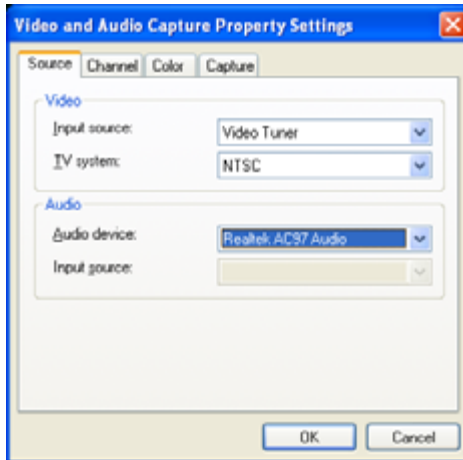 Video and Audio Capture Property Settings
Source Channel Color Capture
Video
Input source: Video Tuner
TV system: NTSC
Audio
Audio device: Realtek AC97 Audio
Input source:
OK Cancel